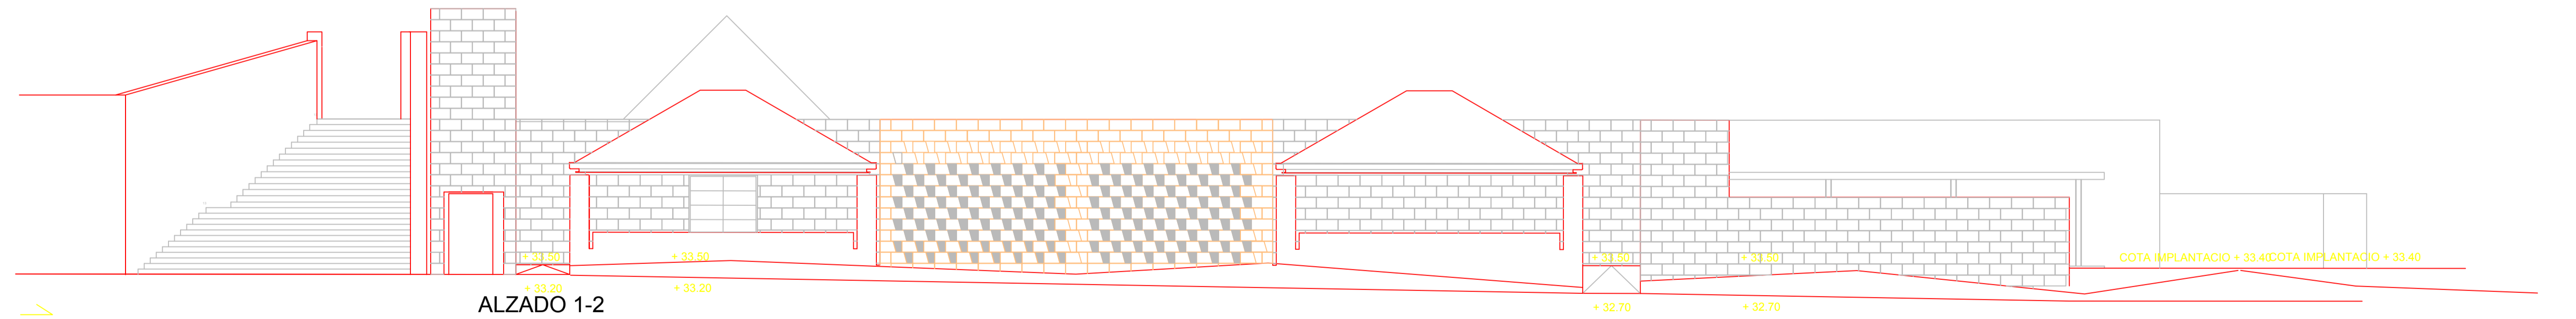 + 33.50
+ 33.50
+ 33.50
+ 33.50
COTA IMPLANTACIO + 33.40
COTA IMPLANTACIO + 33.40
+ 33.20
+ 33.20
ALZADO 1-2
+ 32.70
+ 32.70